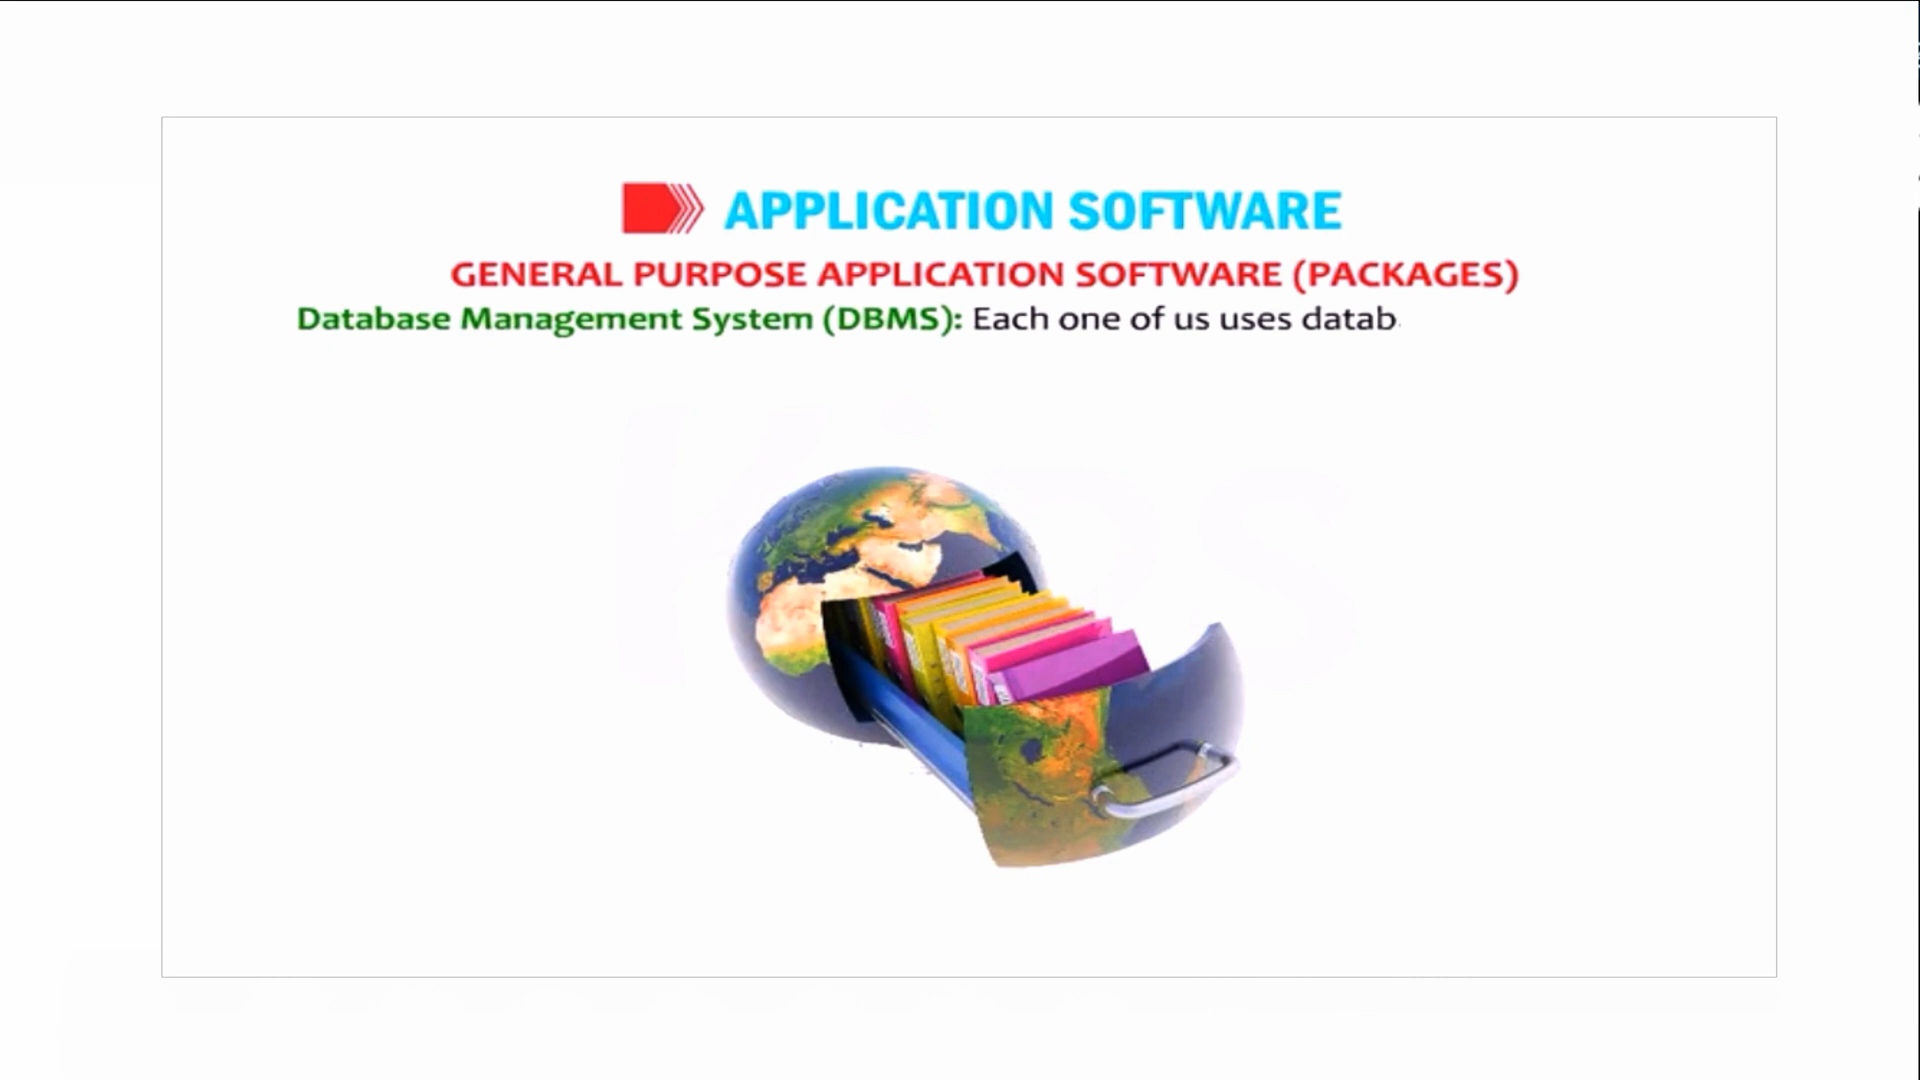 APPLICATION SOFTWARE
GENERAL PURPOSE APPLICATION SOFTWARE (PACKAGES)
Database Management System (DBMS): Each one of us uses datab